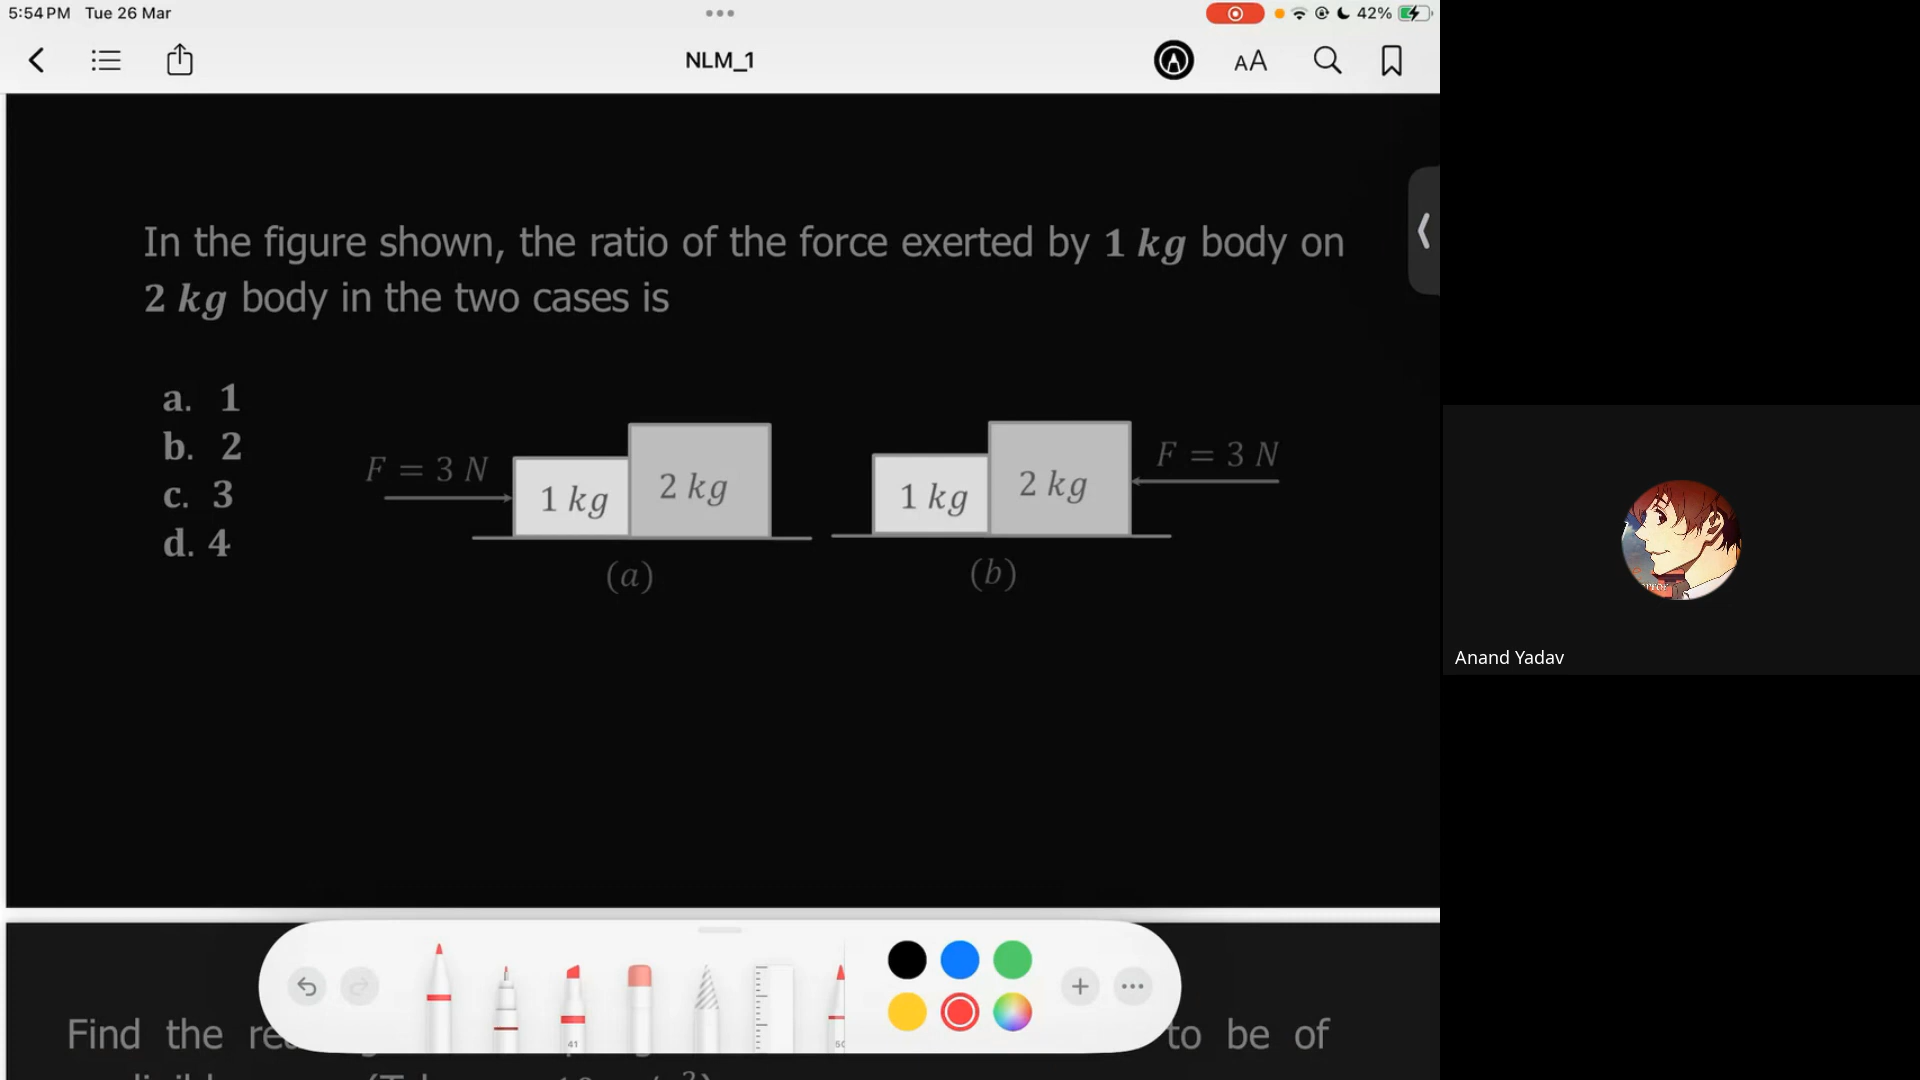 5:54 PM Tue 26 Mar
42%
NLM_1
AA
In the figure shown, the ratio of the force exerted by 1 kg body on
2 kg body in the two cases is
a. 1
b. 2
c. 3
d. 4
F = 3 N
1 kg
2 kg
(a)
1 kg
2 kg
F = 3 N
(b)
Anand Yadav
41
Find the
to be of